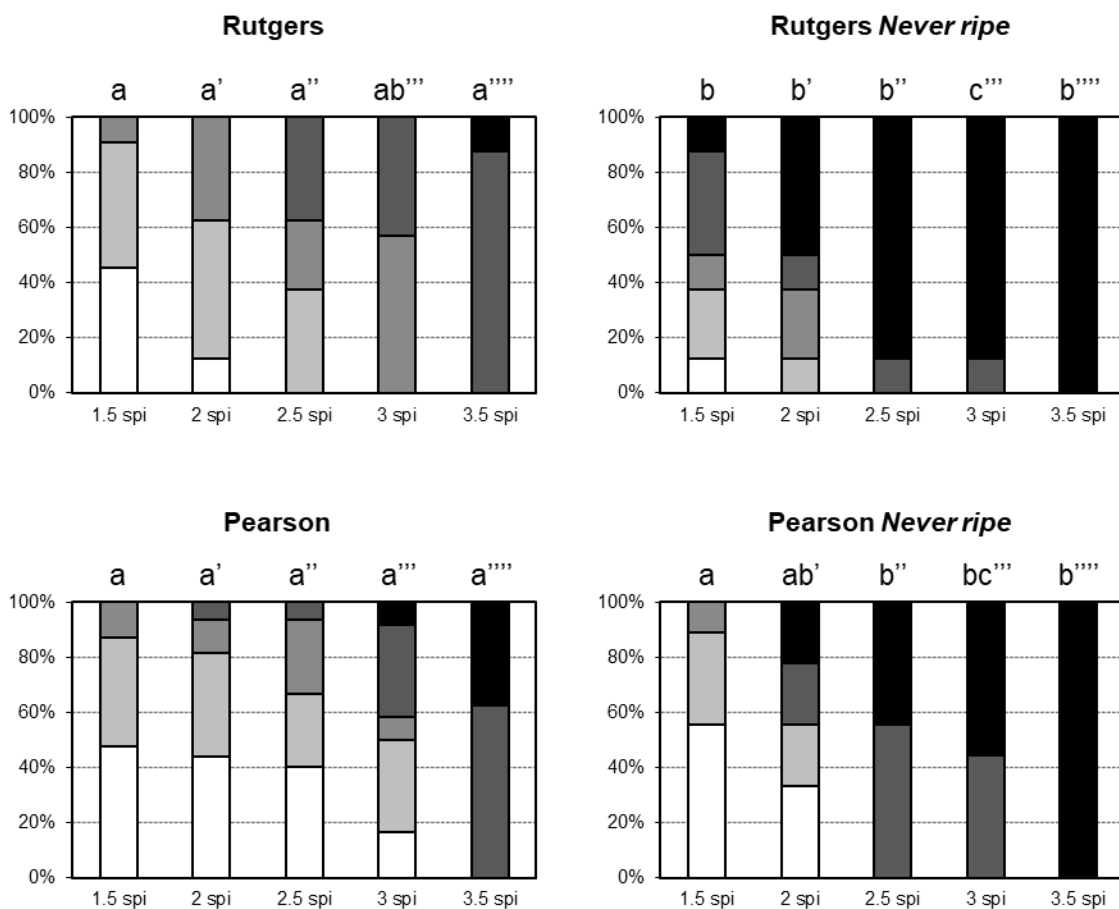 Rutgers
a a’ a’’ ab’’’ a’’’’
100%
80%
60%
40%
20%
0%
1.5 spi 2 spi 2.5 spi 3 spi 3.5 spi
Rutgers Never ripe
b b’ b’’ c’’’ b’’’’
100%
80%
60%
40%
20%
0%
1.5 spi 2 spi 2.5 spi 3 spi 3.5 spi
Pearson
a a’ a’’ a’’’ a’’’’
100%
80%
60%
40%
20%
0%
1.5 spi 2 spi 2.5 spi 3 spi 3.5 spi
Pearson Never ripe
a ab’ b’’ bc’’’ b’’’’
100%
80%
60%
40%
20%
0%
1.5 spi 2 spi 2.5 spi 3 spi 3.5 spi